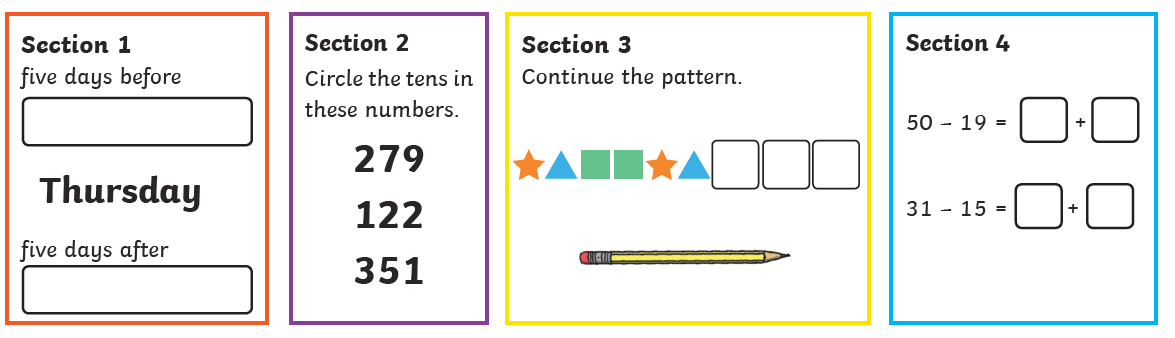 Section 1
five days before
Thursday
five days after
Section 2
Circle the tens in
these numbers.
279
122
351
Section 3
Continue the pattern.
Section 4
50 – 19 = +
31 – 15 = +